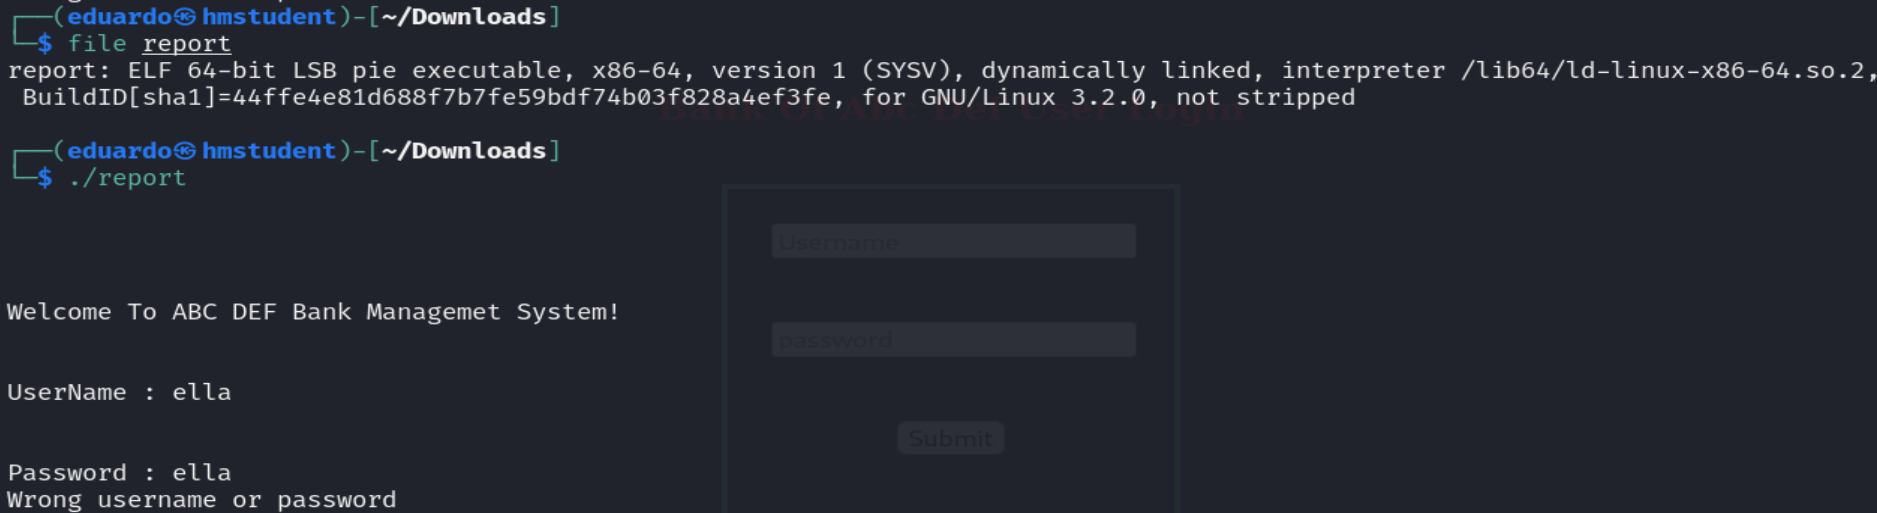 ┌──(eduardo㉿hmstudent)-[~/Downloads]
└─$ file report
report: ELF 64-bit LSB pie executable, x86-64, version 1 (SYSV), dynamically linked, interpreter /lib64/ld-linux-x86-64.so.2,
BuildID[sha1]=44ffe4e81d688f7b7fe59bdf74b03f828a4ef3fe, for GNU/Linux 3.2.0, not stripped
Bank Of Abc Def User Login
┌──(eduardo㉿hmstudent)-[~/Downloads]
└─$ ./report
Username
Welcome To ABC DEF Bank Managemet System!
password
UserName : ella
Submit
Password : ella
Wrong username or password